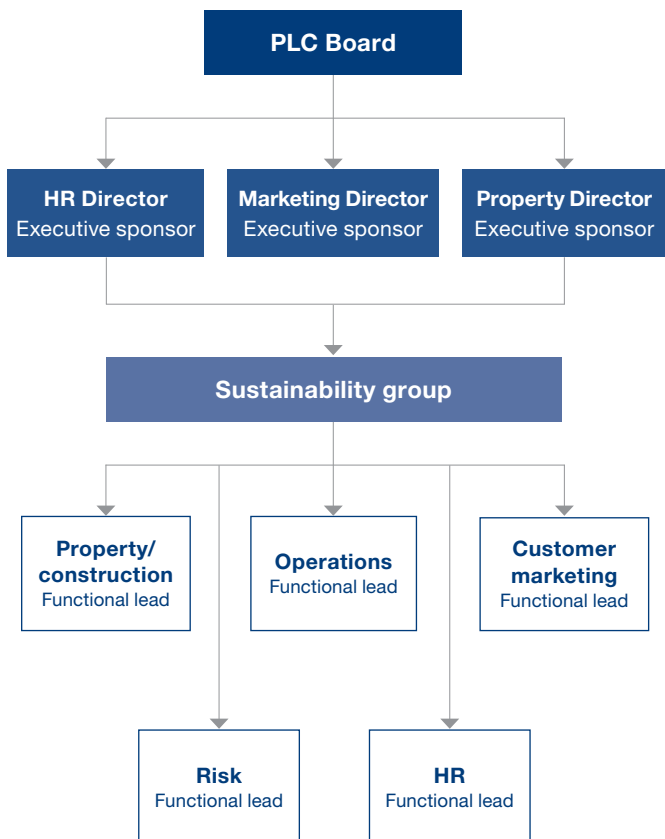 PLC Board
HR Director
Executive sponsor
Marketing Director
Executive sponsor
Property Director
Executive sponsor
Sustainability group
Property/
construction
Functional lead
Operations
Functional lead
Customer
marketing
Functional lead
Risk
Functional lead
HR
Functional lead